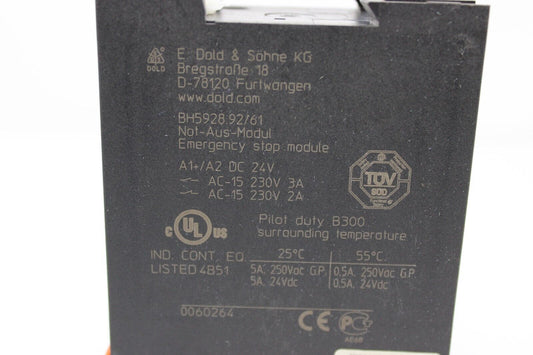 DOLD
E. Dold & Söhne KG
Bregstraße 18
D-78120 Furtwangen
www.dold.com
BH5928.92/61
Not-Aus-Modul
Emergency stop module
A1+/A2 DC 24V
AC-15 230V 3A
AC-15 230V 2A
TÜV
SÜD
C UL US
IND. CONT. EQ
LISTED 4B51
Pilot duty B300
surrounding temperature
25°C 55°C
5A, 250Vac G.P. 0,5A, 250Vac G.P.
5A, 24Vdc 0,5A, 24Vdc
0060264
CE